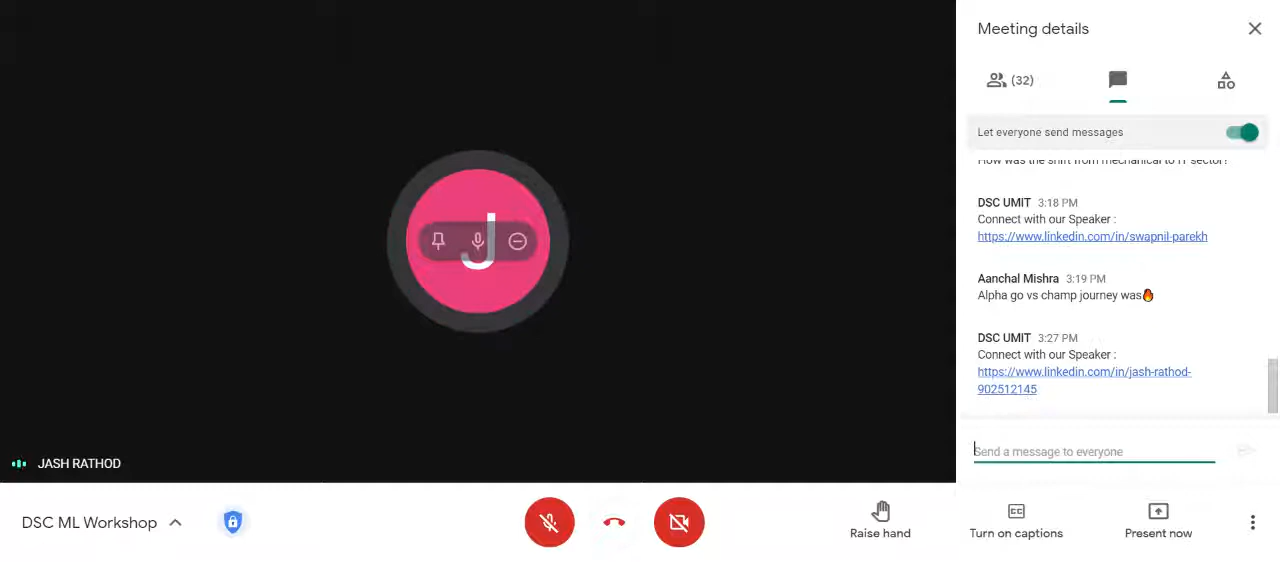 Meeting details
(32)
Let everyone send messages
How was the shift from mechanical to IT sector?
DSC UMIT 3:18 PM
Connect with our Speaker :
https://www.linkedin.com/in/swapnil-parekh
Aanchal Mishra 3:19 PM
Alpha go vs champ journey was🔥
DSC UMIT 3:27 PM
Connect with our Speaker :
https://www.linkedin.com/in/jash-rathod-
902512145
Send a message to everyone
J
JASH RATHOD
DSC ML Workshop
Raise hand
CC
Turn on captions
Present now